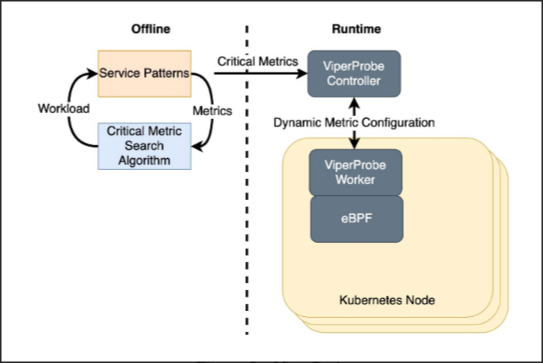 Offline
Runtime
Service Patterns
Critical Metrics
ViperProbe
Controller
Workload
Metrics
Critical Metric
Search
Algorithm
Dynamic Metric Configuration
ViperProbe
Worker
eBPF
Kubernetes Node